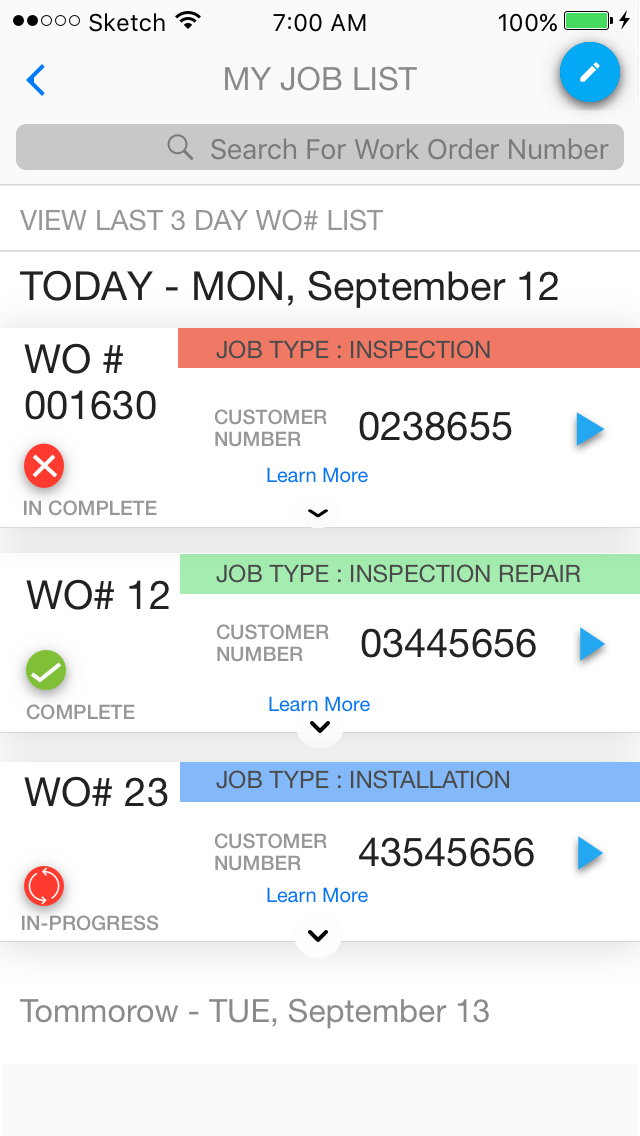 Sketch 7:00 AM 100%
MY JOB LIST
Search For Work Order Number
VIEW LAST 3 DAY WO# LIST
TODAY - MON, September 12
WO #
001630
JOB TYPE : INSPECTION
CUSTOMER
NUMBER
0238655
Learn More
IN COMPLETE
WO# 12
JOB TYPE : INSPECTION REPAIR
CUSTOMER
NUMBER
03445656
Learn More
COMPLETE
WO# 23
JOB TYPE : INSTALLATION
CUSTOMER
NUMBER
43545656
Learn More
IN-PROGRESS
Tommorow - TUE, September 13